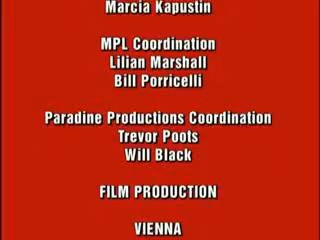 Marcia Kapustin
MPL Coordination
Lilian Marshall
Bill Porricelli
Paradine Productions Coordination
Trevor Poots
Will Black
FILM PRODUCTION
VIENNA